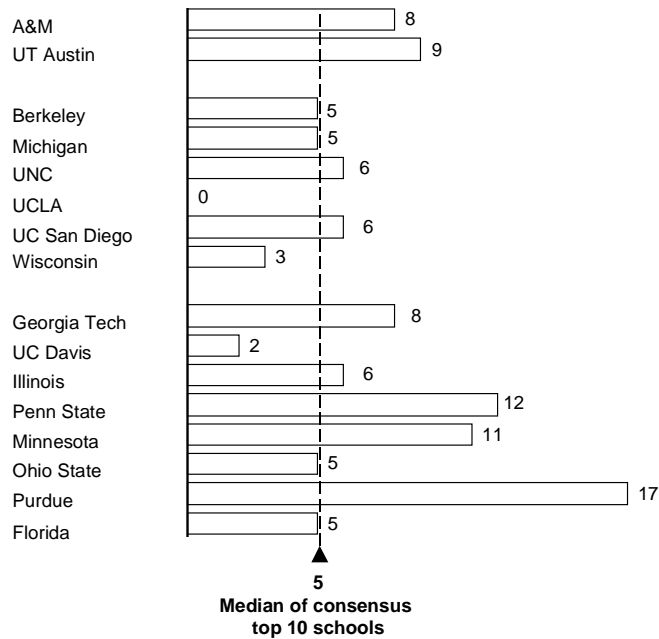 A&M 8
UT Austin 9
Berkeley 5
Michigan 5
UNC 6
UCLA 0
UC San Diego 6
Wisconsin 3
Georgia Tech 8
UC Davis 2
Illinois 6
Penn State 12
Minnesota 11
Ohio State 5
Purdue 17
Florida 5
5
Median of consensus
top 10 schools